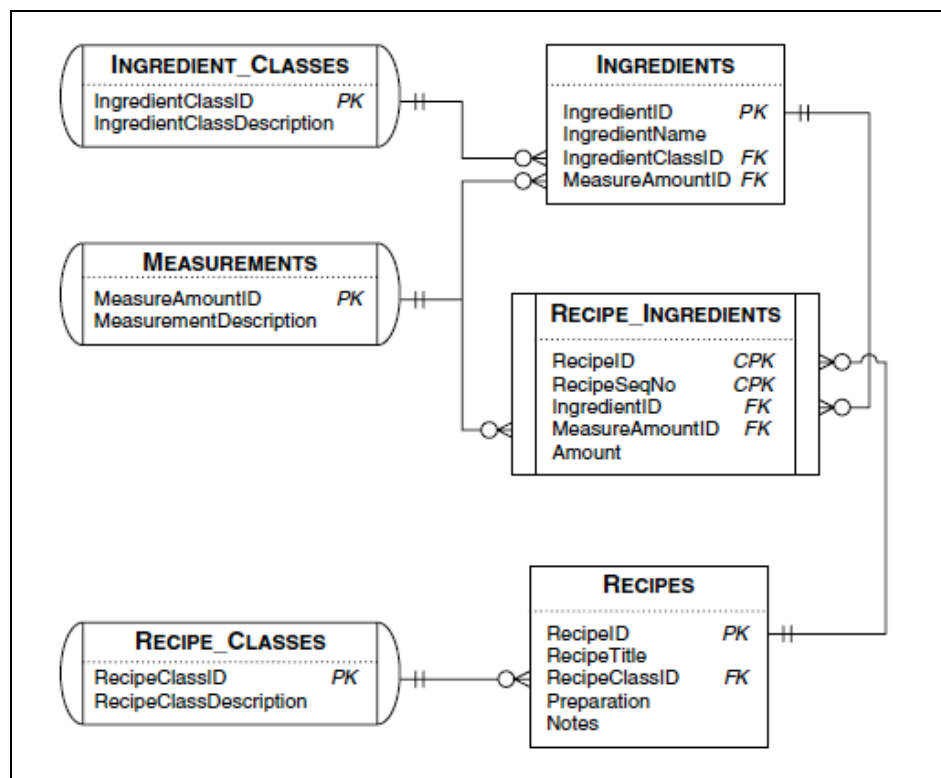 INGREDIENT_CLASSES
IngredientClassID PK
IngredientClassDescription
INGREDIENTS
IngredientID PK
IngredientName
IngredientClassID FK
MeasureAmountID FK
MEASUREMENTS
MeasureAmountID PK
MeasurementDescription
RECIPE_INGREDIENTS
RecipeID CPK
RecipeSeqNo CPK
IngredientID FK
MeasureAmountID FK
Amount
RECIPE_CLASSES
RecipeClassID PK
RecipeClassDescription
RECIPES
RecipeID PK
RecipeTitle
RecipeClassID FK
Preparation
Notes